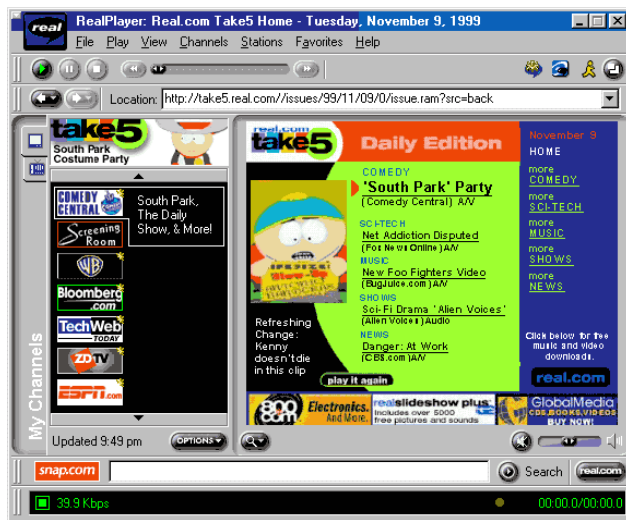 real
RealPlayer: Real.com Take5 Home - Tuesday, November 9, 1999
File Play View Channels Stations Favorites Help
Location: http://take5.real.com//issues/99/11/09/0/issue.ram?src=back
take5
South Park
Costume Party
COMEDY
CENTRAL
South Park,
The Daily
Show, & More!
Screening
Room
WB
Bloomberg
.com
TechWeb
TODAY
ZDTV
ESPN.com
My Channels
Updated 9:49 pm
OPTIONS
real.com
take5
Daily Edition
COMEDY
'South Park' Party
(Comedy Central) A/V
SCI-TECH
Net Addiction Disputed
(Fox News Online) A/V
MUSIC
New Foo Fighters Video
(BugJuice.com) A/V
SHOWS
Sci-Fi Drama 'Alien Voices'
(Alien Voices) Audio
NEWS
Danger: At Work
(CBS.com) A/V
Refreshing
Change:
Kenny
doesn't die
in this clip
play it again
November 9
HOME
more
COMEDY
more
SCI-TECH
more
MUSIC
more
SHOWS
more
NEWS
Click below for free
music and video
downloads.
real.com
800
.com
Electronics.
And More.
realslideshow plus:
Includes over 5000
free pictures and sounds
GlobalMedia
CDS,BOOKS,VIDEOS
BUY NOW!
snap.com
Search
real.com
39.9 Kbps
00:00.0/00:00.0